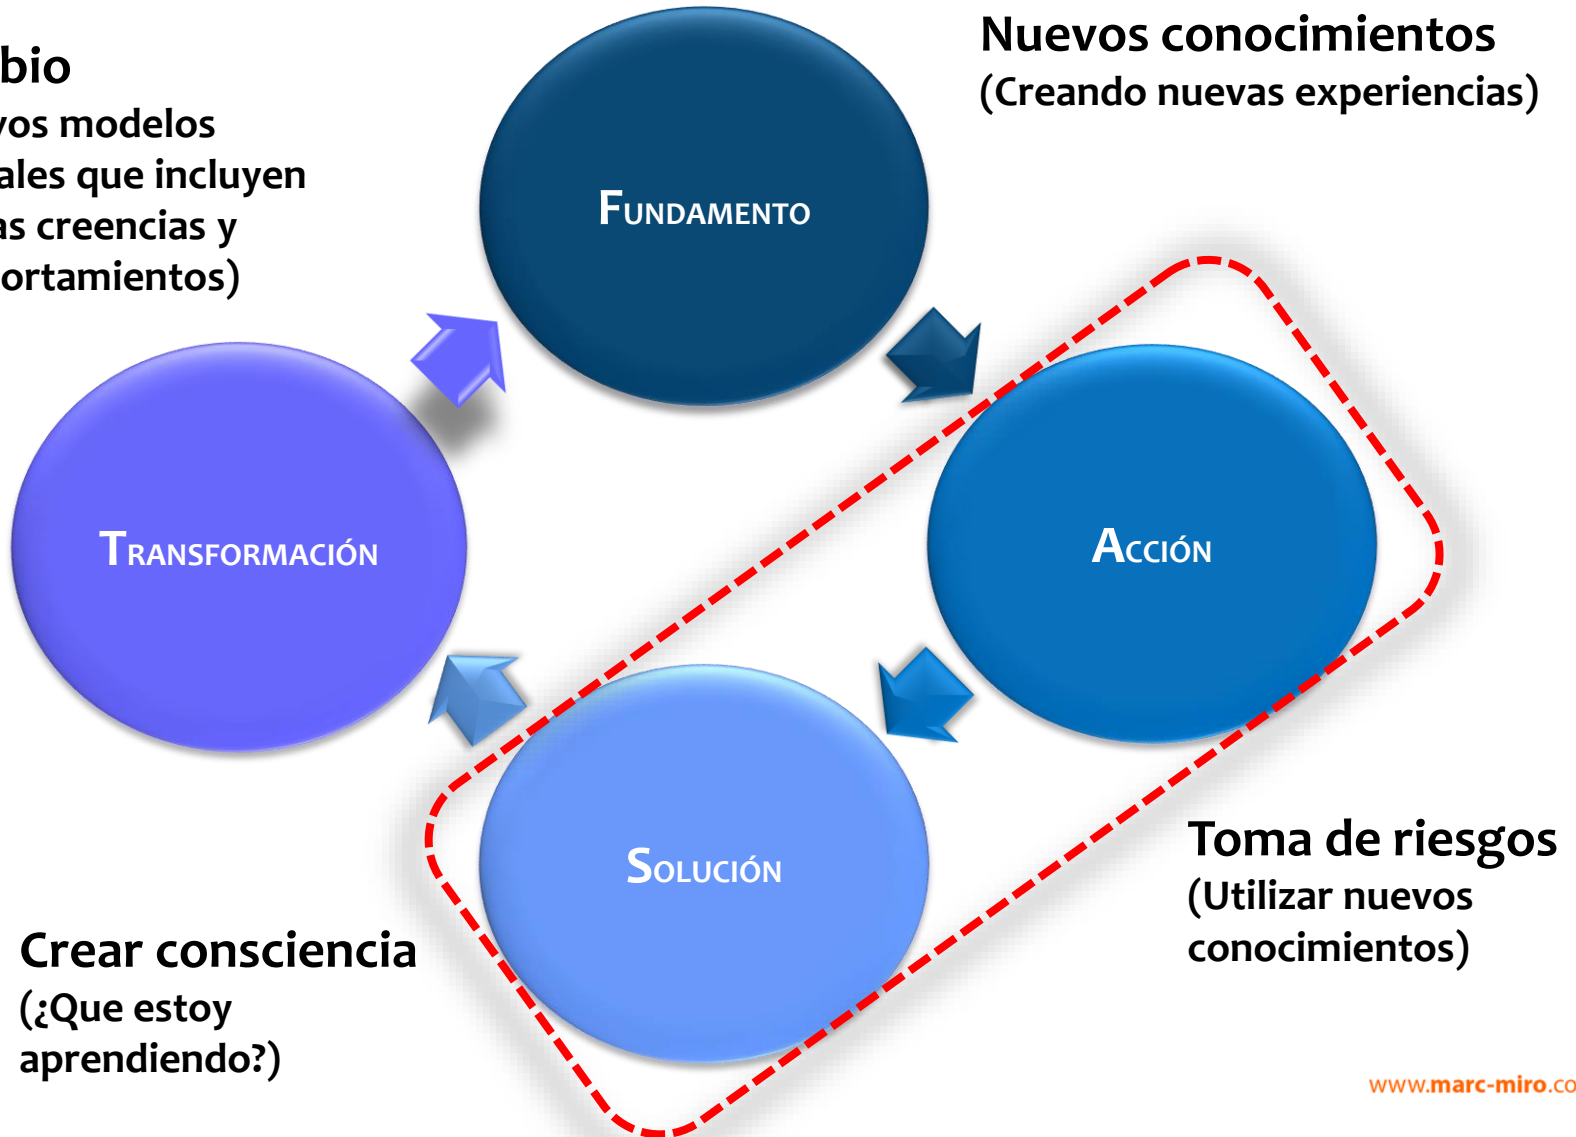 Nuevos conocimientos
(Creando nuevas experiencias)
bio
vos modelos
ales que incluyen
as creencias y
ortamientos)
FUNDAMENTO
TRANSFORMACIÓN
ACCIÓN
SOLUCIÓN
Toma de riesgos
(Utilizar nuevos
conocimientos)
Crear consciencia
(¿Que estoy
aprendiendo?)
www.marc-miro.co